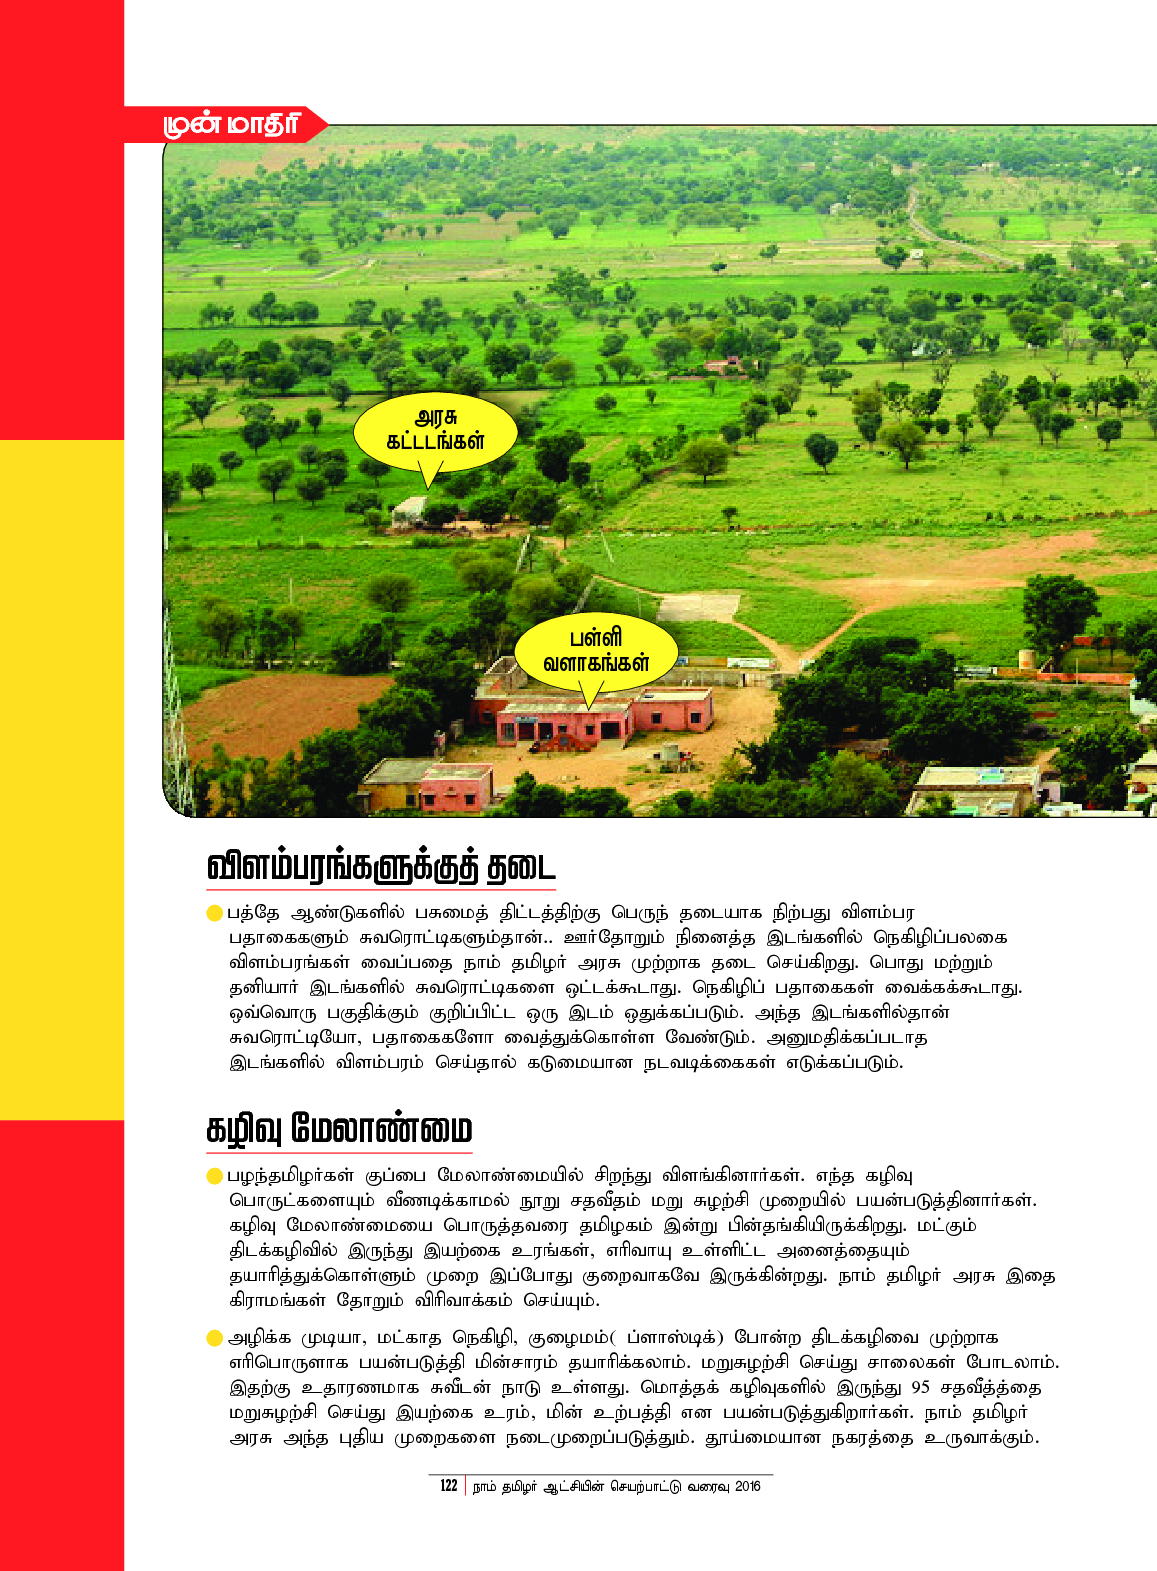 முன் மாதிரி
அரசு
கட்டடங்கள்
பள்ளி
வளாகங்கள்
விளம்பரங்களுக்குத் தடை
பத்தே ஆண்டுகளில் பசுமைத் திட்டத்திற்கு பெருந் தடையாக நிற்பது விளம்பர
பதாகைகளும் சுவரொட்டிகளும்தான்.. ஊர்தோறும் நினைத்த இடங்களில் நெகிழிப்பலகை
விளம்பரங்கள் வைப்பதை நாம் தமிழர் அரசு முற்றாக தடை செய்கிறது. பொது மற்றும்
தனியார் இடங்களில் சுவரொட்டிகளை ஒட்டக்கூடாது. நெகிழிப் பதாகைகள் வைக்கக்கூடாது.
ஒவ்வொரு பகுதிக்கும் குறிப்பிட்ட ஒரு இடம் ஒதுக்கப்படும். அந்த இடங்களில்தான்
சுவரொட்டியோ, பதாகைகளோ வைத்துக்கொள்ள வேண்டும். அனுமதிக்கப்படாத
இடங்களில் விளம்பரம் செய்தால் கடுமையான நடவடிக்கைகள் எடுக்கப்படும்.
கழிவு மேலாண்மை
பழந்தமிழர்கள் குப்பை மேலாண்மையில் சிறந்து விளங்கினார்கள். எந்த கழிவு
பொருட்களையும் வீணடிக்காமல் நூறு சதவீதம் மறு சுழற்சி முறையில் பயன்படுத்தினார்கள்.
கழிவு மேலாண்மையை பொருத்தவரை தமிழகம் இன்று பின்தங்கியிருக்கிறது. மட்கும்
திடக்கழிவில் இருந்து இயற்கை உரங்கள், எரிவாயு உள்ளிட்ட அனைத்தையும்
தயாரித்துக்கொள்ளும் முறை இப்போது குறைவாகவே இருக்கின்றது. நாம் தமிழர் அரசு இதை
கிராமங்கள் தோறும் விரிவாக்கம் செய்யும்.
அழிக்க முடியா, மட்காத நெகிழி, குழைமம்( ப்ளாஸ்டிக்) போன்ற திடக்கழிவை முற்றாக
எரிபொருளாக பயன்படுத்தி மின்சாரம் தயாரிக்கலாம். மறுசுழற்சி செய்து சாலைகள் போடலாம்.
இதற்கு உதாரணமாக சுவீடன் நாடு உள்ளது. மொத்தக் கழிவுகளில் இருந்து 95 சதவீத்த்தை
மறுசுழற்சி செய்து இயற்கை உரம், மின் உற்பத்தி என பயன்படுத்துகிறார்கள். நாம் தமிழர்
அரசு அந்த புதிய முறைகளை நடைமுறைப்படுத்தும். தூய்மையான நகரத்தை உருவாக்கும்.
122 நாம் தமிழர் ஆட்சியின் செயற்பாட்டு வரைவு 2016